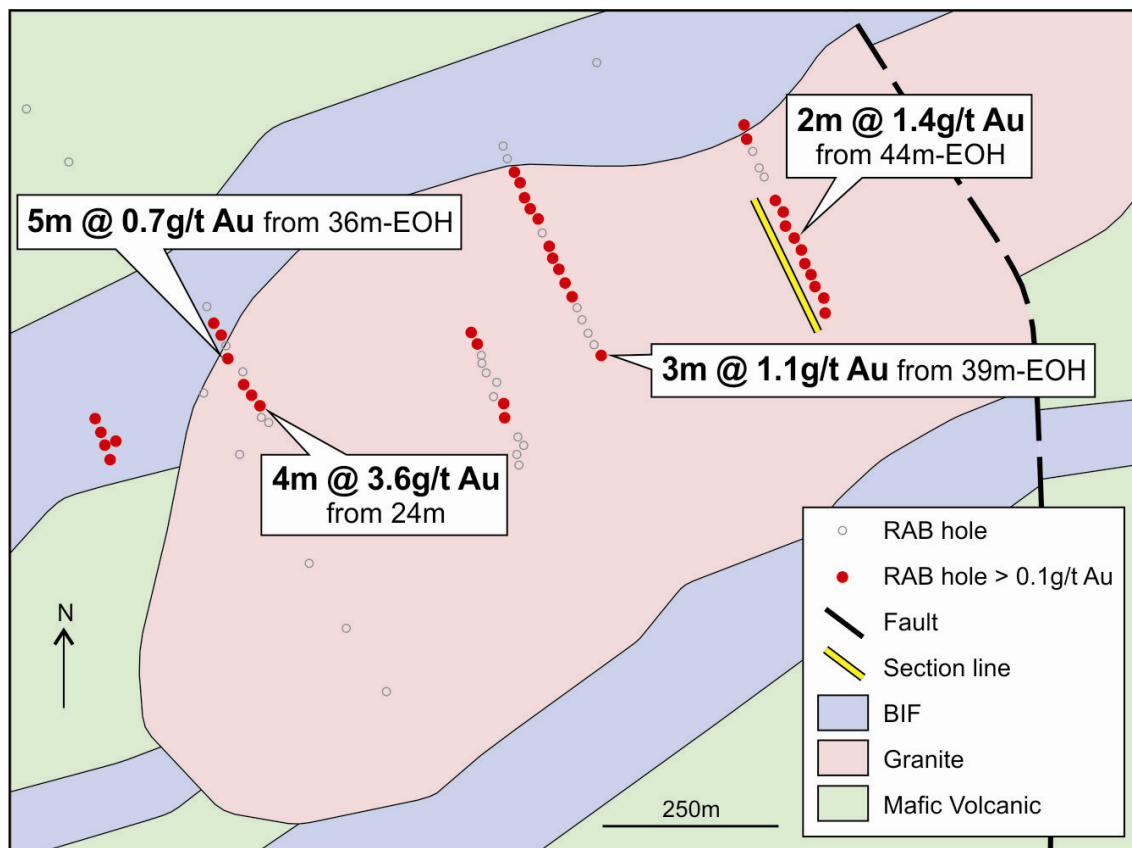 2m @ 1.4g/t Au
from 44m-EOH
5m @ 0.7g/t Au from 36m-EOH
3m @ 1.1g/t Au from 39m-EOH
4m @ 3.6g/t Au
from 24m
N
RAB hole
RAB hole > 0.1g/t Au
Fault
Section line
BIF
Granite
Mafic Volcanic
250m